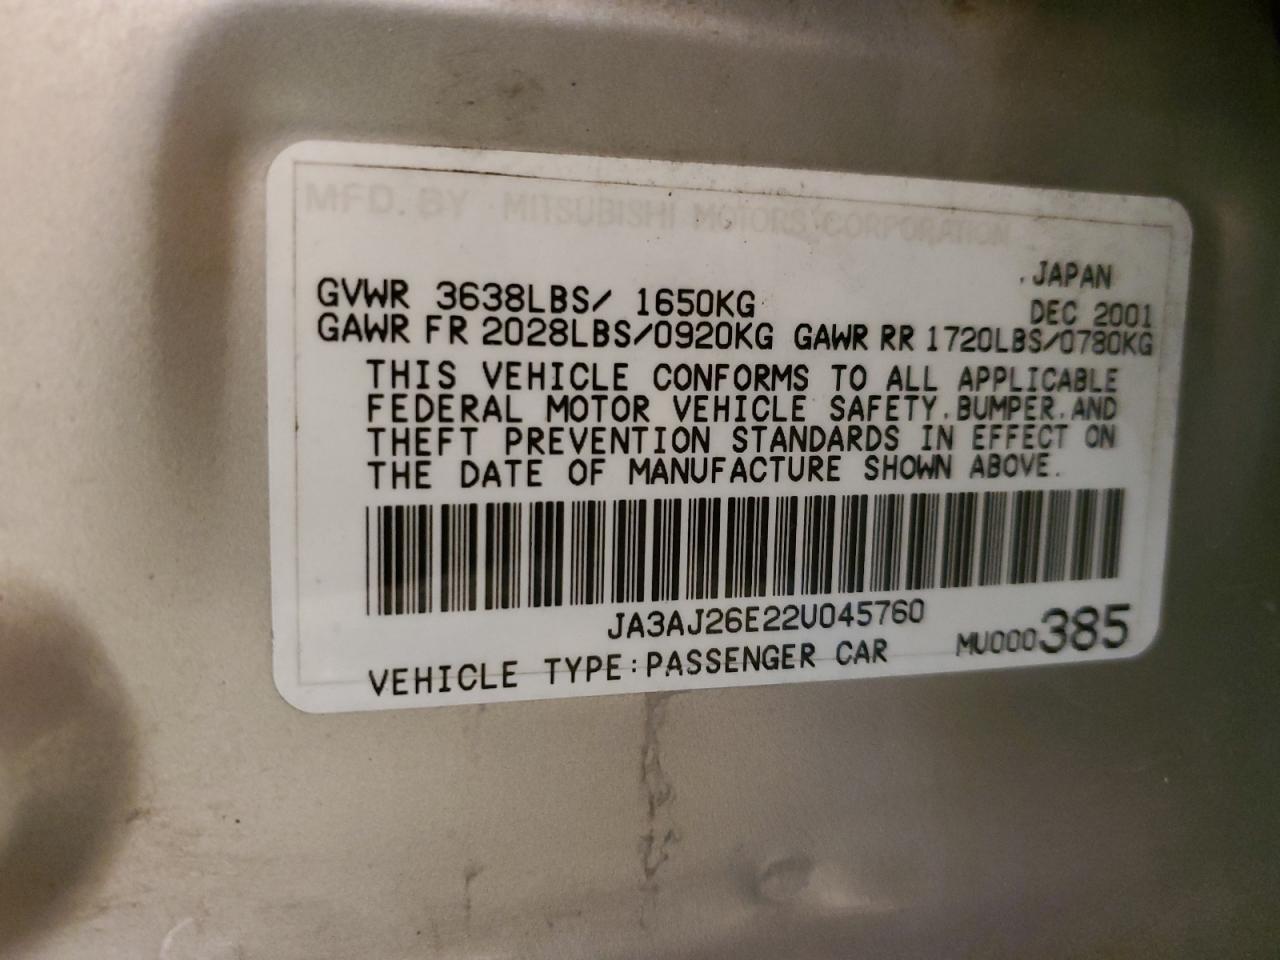 MFD. BY MITSUBISHI MOTORS CORPORATION
JAPAN
GVWR 3638LBS/ 1650KG DEC 2001
GAWR FR 2028LBS/0920KG GAWR RR 1720LBS/0780KG
THIS VEHICLE CONFORMS TO ALL APPLICABLE
FEDERAL MOTOR VEHICLE SAFETY,BUMPER,AND
THEFT PREVENTION STANDARDS IN EFFECT ON
THE DATE OF MANUFACTURE SHOWN ABOVE.
JA3AJ26E22U045760
VEHICLE TYPE:PASSENGER CAR MU000385